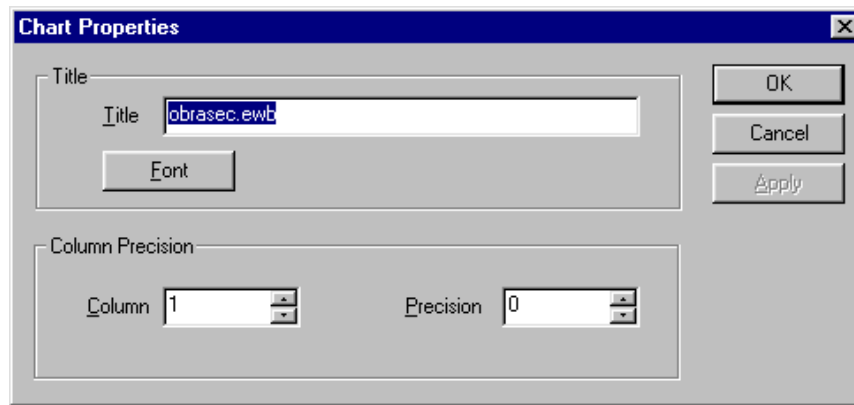 Chart Properties
Title
Title obrasec.ewb
Font
OK
Cancel
Apply
Column Precision
Column 1 Precision 0